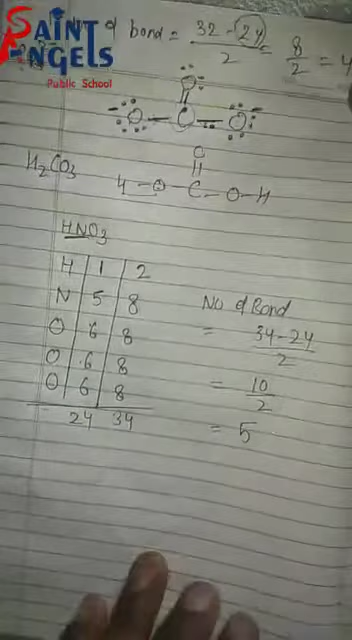 SAINT
ANGELS
Public School
of bond = 32 - 24 / 2 = 8 / 2 = 4
O
O - C - O
H2CO3
O
H - O - C - O - H
HNO3
H 1 2
N 5 8
O 6 8
O 6 8
O 6 8
24 34
No of Bond
= 34 - 24 / 2
= 10 / 2
= 5